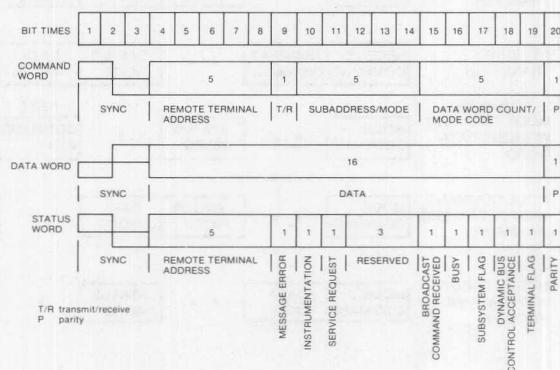 BIT TIMES 1 2 3 4 5 6 7 8 9 10 11 12 13 14 15 16 17 18 19 20
COMMAND WORD 5 1 5 5 1
SYNC REMOTE TERMINAL ADDRESS T/R SUBADDRESS/MODE DATA WORD COUNT/ MODE CODE P
DATA WORD 16 1
SYNC DATA P
STATUS WORD 5 1 1 1 3 1 1 1 1 1 1
SYNC REMOTE TERMINAL ADDRESS
MESSAGE ERROR
INSTRUMENTATION
SERVICE REQUEST
RESERVED
BROADCAST COMMAND RECEIVED
BUSY
SUBSYSTEM FLAG
DYNAMIC BUS CONTROL ACCEPTANCE
TERMINAL FLAG
PARITY
T/R transmit/receive
P parity